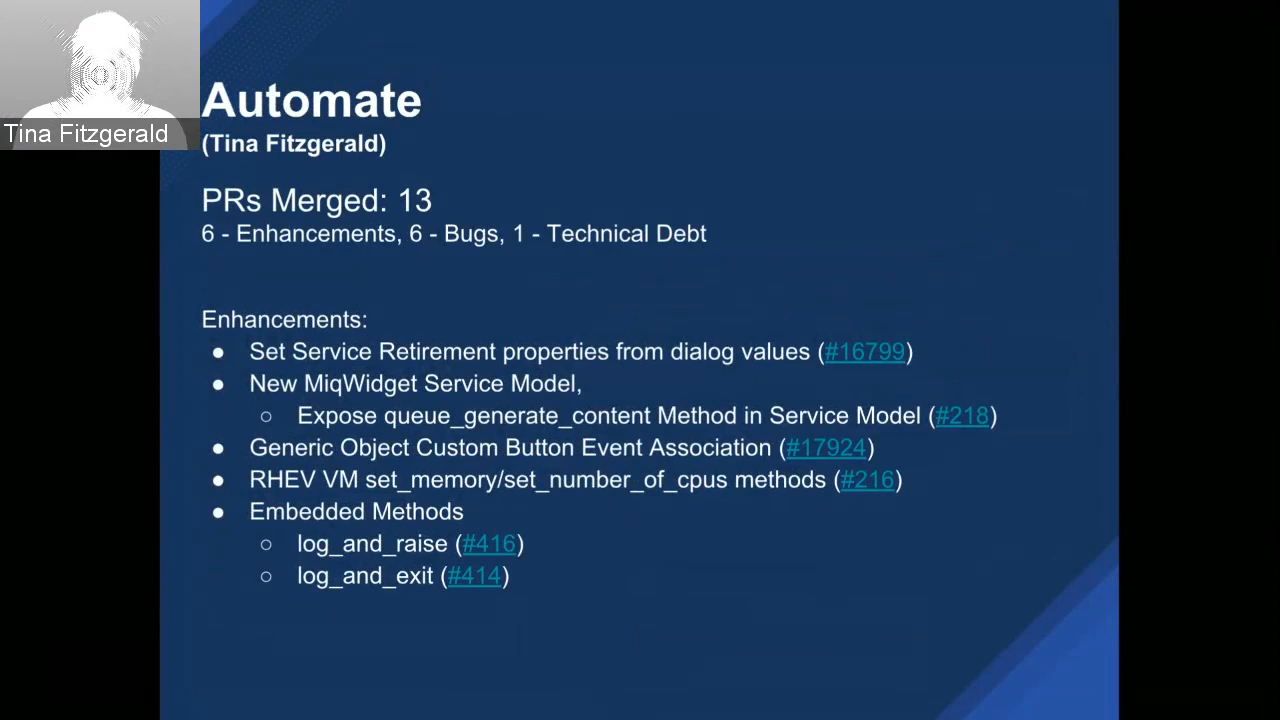 Tina Fitzgerald
Automate
(Tina Fitzgerald)
PRs Merged: 13
6 - Enhancements, 6 - Bugs, 1 - Technical Debt
Enhancements:
● Set Service Retirement properties from dialog values (#16799)
● New MiqWidget Service Model,
○ Expose queue_generate_content Method in Service Model (#218)
● Generic Object Custom Button Event Association (#17924)
● RHEV VM set_memory/set_number_of_cpus methods (#216)
● Embedded Methods
○ log_and_raise (#416)
○ log_and_exit (#414)